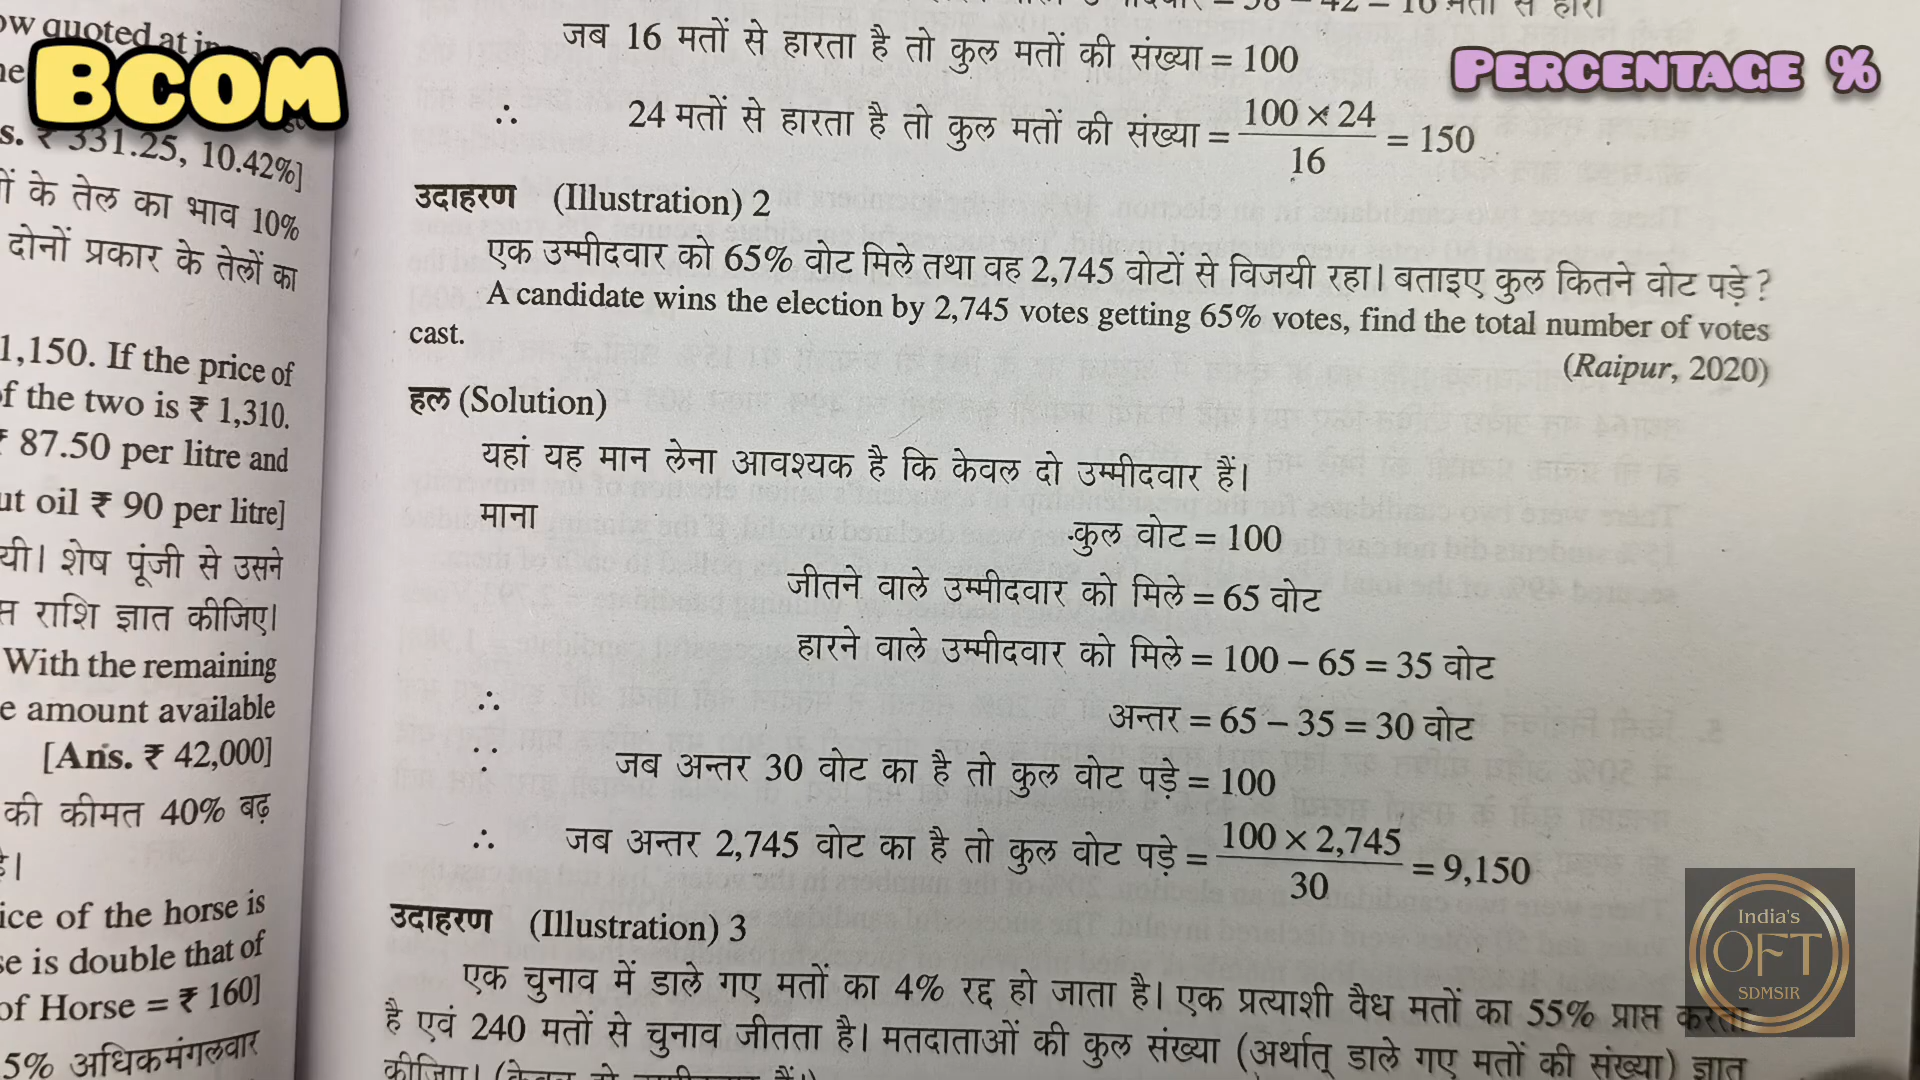 BCOM
PERCENTAGE %
ow quoted at
s. ₹ 331.25, 10.42%]
के तेल का भाव 10%
दोनों प्रकार के तेलों का
1,150. If the price of
f the two is ₹ 1,310.
₹ 87.50 per litre and
ut oil ₹ 90 per litre]
यी। शेष पूंजी से उसने
राशि ज्ञात कीजिए।
With the remaining
e amount available
[Ans. ₹ 42,000]
की कीमत 40% बढ़
है।
ice of the horse is
se is double that of
of Horse = ₹ 160]
5% अधिकमंगलवार
जब 16 मतों से हारता है तो कुल मतों की संख्या = 100
∴ 24 मतों से हारता है तो कुल मतों की संख्या = 100 × 24 / 16 = 150
उदाहरण (Illustration) 2
एक उम्मीदवार को 65% वोट मिले तथा वह 2,745 वोटों से विजयी रहा। बताइए कुल कितने वोट पड़े ?
A candidate wins the election by 2,745 votes getting 65% votes, find the total number of votes
cast.
(Raipur, 2020)
हल (Solution)
यहां यह मान लेना आवश्यक है कि केवल दो उम्मीदवार हैं।
माना कुल वोट = 100
जीतने वाले उम्मीदवार को मिले = 65 वोट
हारने वाले उम्मीदवार को मिले = 100 – 65 = 35 वोट
∴ अन्तर = 65 – 35 = 30 वोट
∵ जब अन्तर 30 वोट का है तो कुल वोट पड़े = 100
∴ जब अन्तर 2,745 वोट का है तो कुल वोट पड़े = 100 × 2,745 / 30 = 9,150
उदाहरण (Illustration) 3
एक चुनाव में डाले गए मतों का 4% रद्द हो जाता है। एक प्रत्याशी वैध मतों का 55% प्राप्त करता
है एवं 240 मतों से चुनाव जीतता है। मतदाताओं की कुल संख्या (अर्थात् डाले गए मतों की संख्या) ज्ञात
कीजिए। (केवल दो उम्मीदवार हैं।)
India's
OFT
SDMSIR